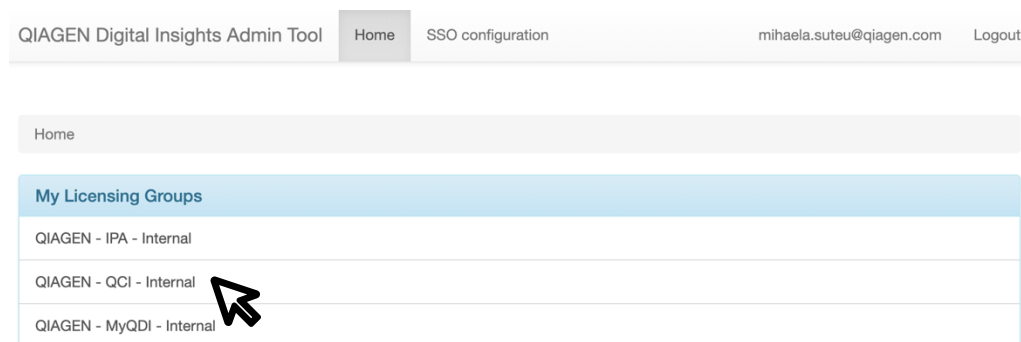 QIAGEN Digital Insights Admin Tool Home SSO configuration mihaela.suteu@qiagen.com Logout
Home
My Licensing Groups
QIAGEN - IPA - Internal
QIAGEN - QCI - Internal
QIAGEN - MyQDI - Internal